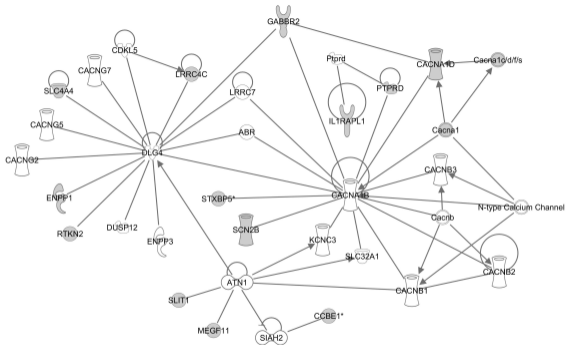 GABBR2
CDKL5
CACNG7
LRRC4C
Ptprd
CACNA1D
Cacna1c/d/f/s
SLC4A4
LRRC7
PTPRD
IL1RAPL1
CACNG5
ABR
Cacna1
DLG4
CACNG2
CACNB3
ENPP1
STXBP5*
CACNA1B
N-type Calcium Channel
RTKN2
DUSP12
ENPP3
SCN2B
KCNC3
Cacnb
SLC32A1
CACNB2
ATN1
CACNB1
SLIT1
MEGF11
SIAH2
CCBE1*